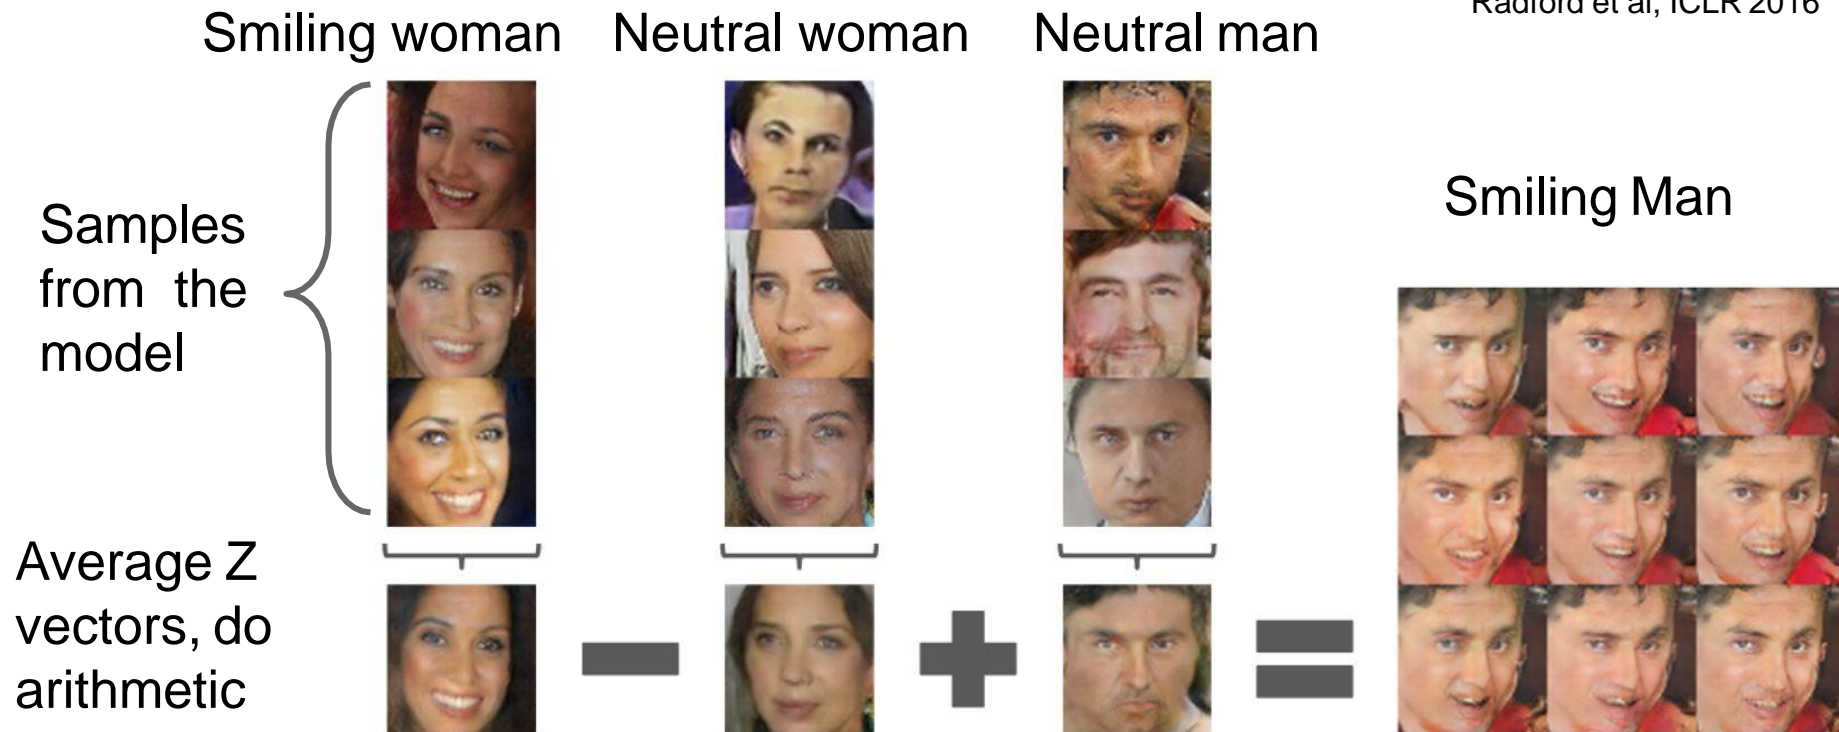 Radford et al, ICLR 2016
Smiling woman Neutral woman Neutral man
Smiling Man
Samples
from the
model
Average Z
vectors, do
arithmetic